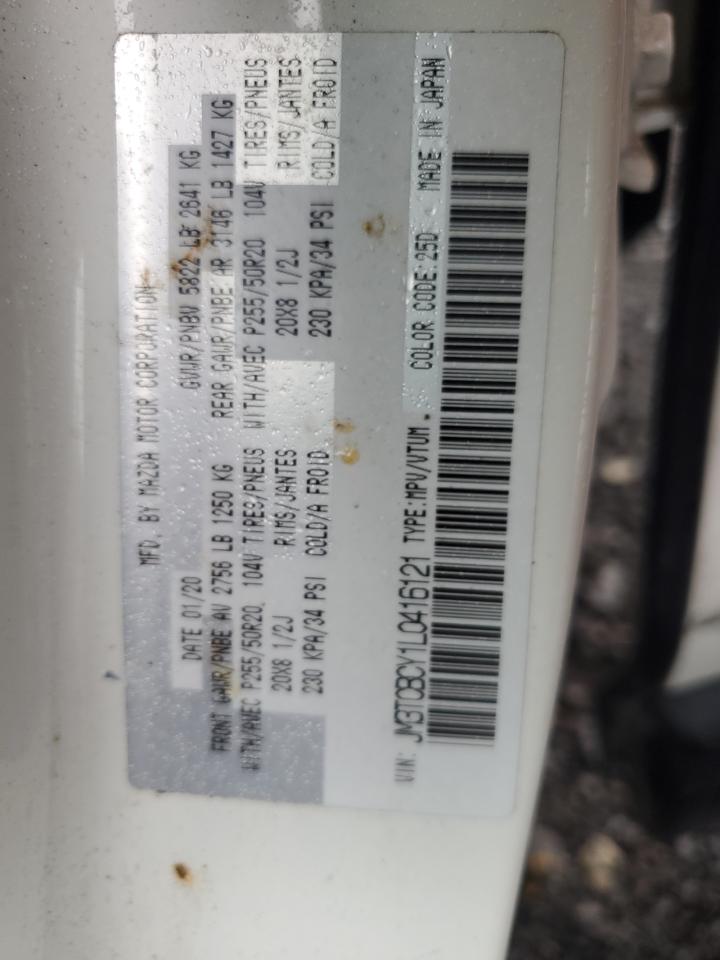 MFD. BY MAZDA MOTOR CORPORATION
DATE 01/20 GVWR/PNBV 5822 LB 2641 KG
FRONT GAWR/PNBE AV 2756 LB 1250 KG REAR GAWR/PNBE AR 3146 LB 1427 KG
WITH/AVEC P255/50R20 104V TIRES/PNEUS WITH/AVEC P255/50R20 104V TIRES/PNEUS
20X8 1/2J RIMS/JANTES 20X8 1/2J RIMS/JANTES
230 KPA/34 PSI COLD/A FROID 230 KPA/34 PSI COLD/A FROID
VIN: JM3TCBCY1L0416121 TYPE:MPV/VTUM COLOR CODE:25D MADE IN JAPAN